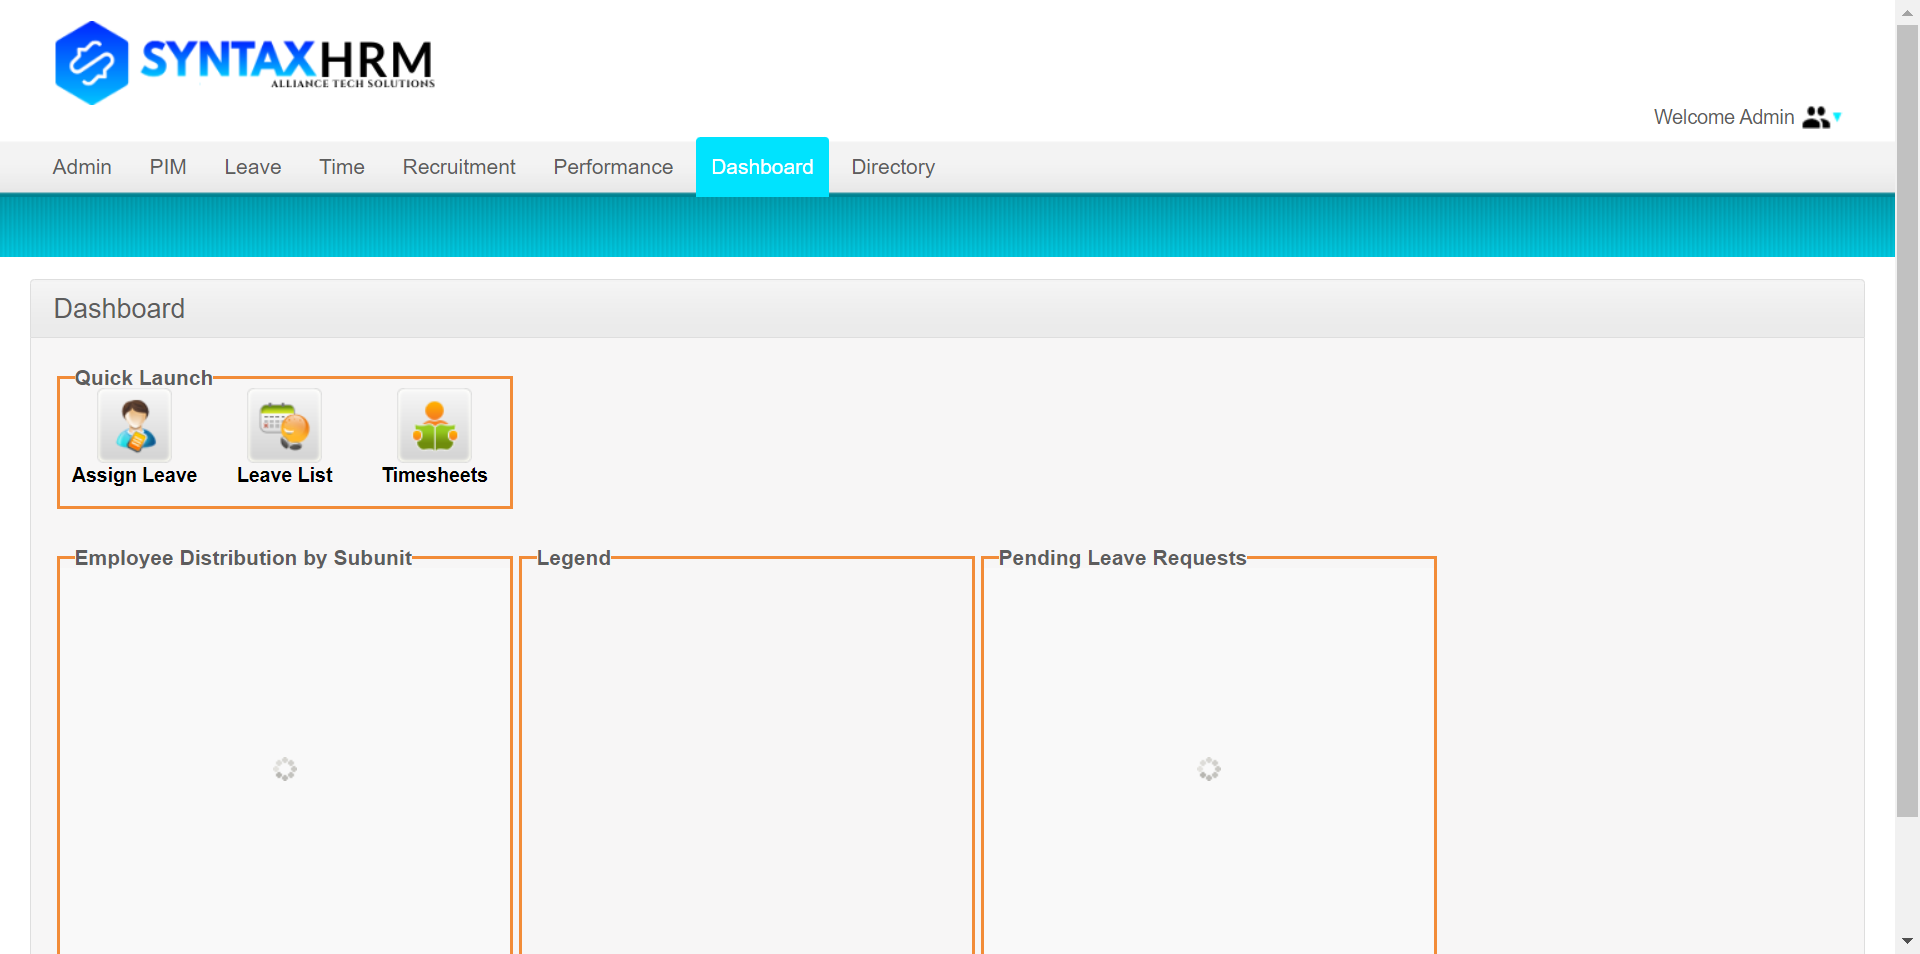 SYNTAXHRM
ALLIANCE TECH SOLUTIONS
Welcome Admin
Admin PIM Leave Time Recruitment Performance Dashboard Directory
Dashboard
Quick Launch
Assign Leave Leave List Timesheets
Employee Distribution by Subunit Legend Pending Leave Requests